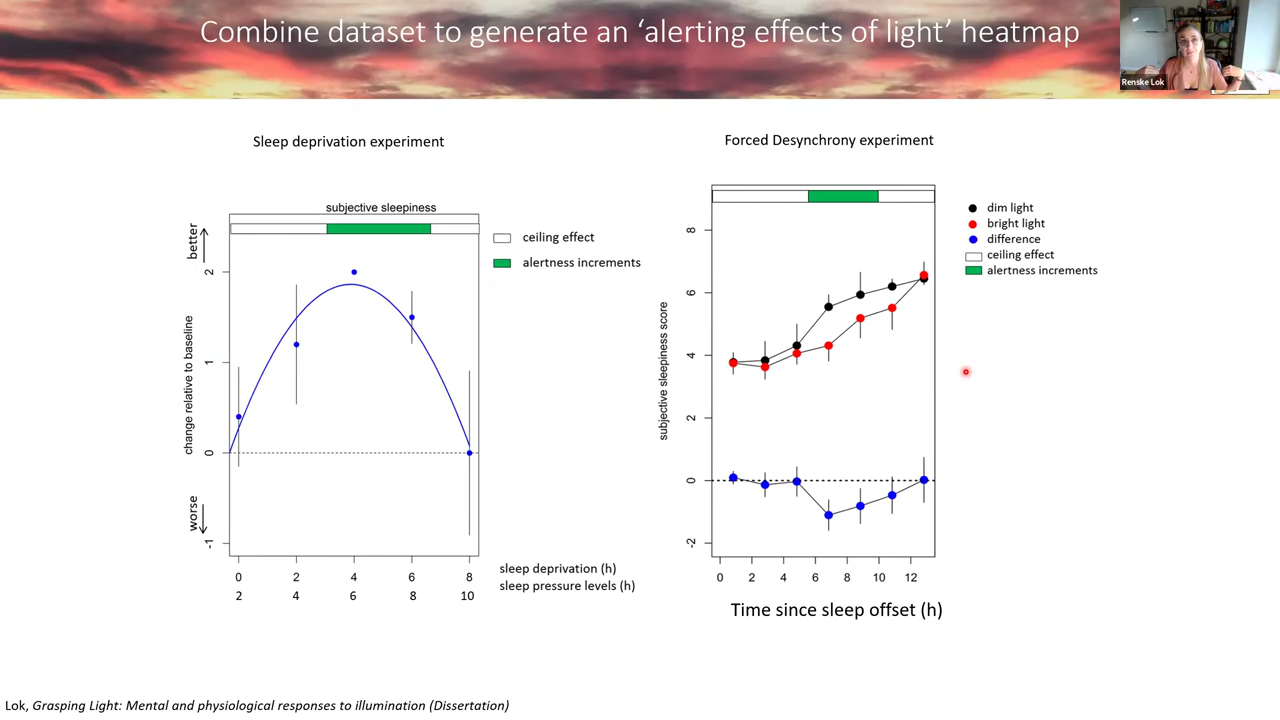 Combine dataset to generate an ‘alerting effects of light’ heatmap
Renske Lok
Sleep deprivation experiment
subjective sleepiness
better
change relative to baseline
worse
2
1
0
-1
ceiling effect
alertness increments
0 2 4 6 8
sleep deprivation (h)
2 4 6 8 10
sleep pressure levels (h)
Forced Desynchrony experiment
subjective sleepiness score
8
6
4
2
0
-2
0 2 4 6 8 10 12
Time since sleep offset (h)
dim light
bright light
difference
ceiling effect
alertness increments
Lok, Grasping Light: Mental and physiological responses to illumination (Dissertation)